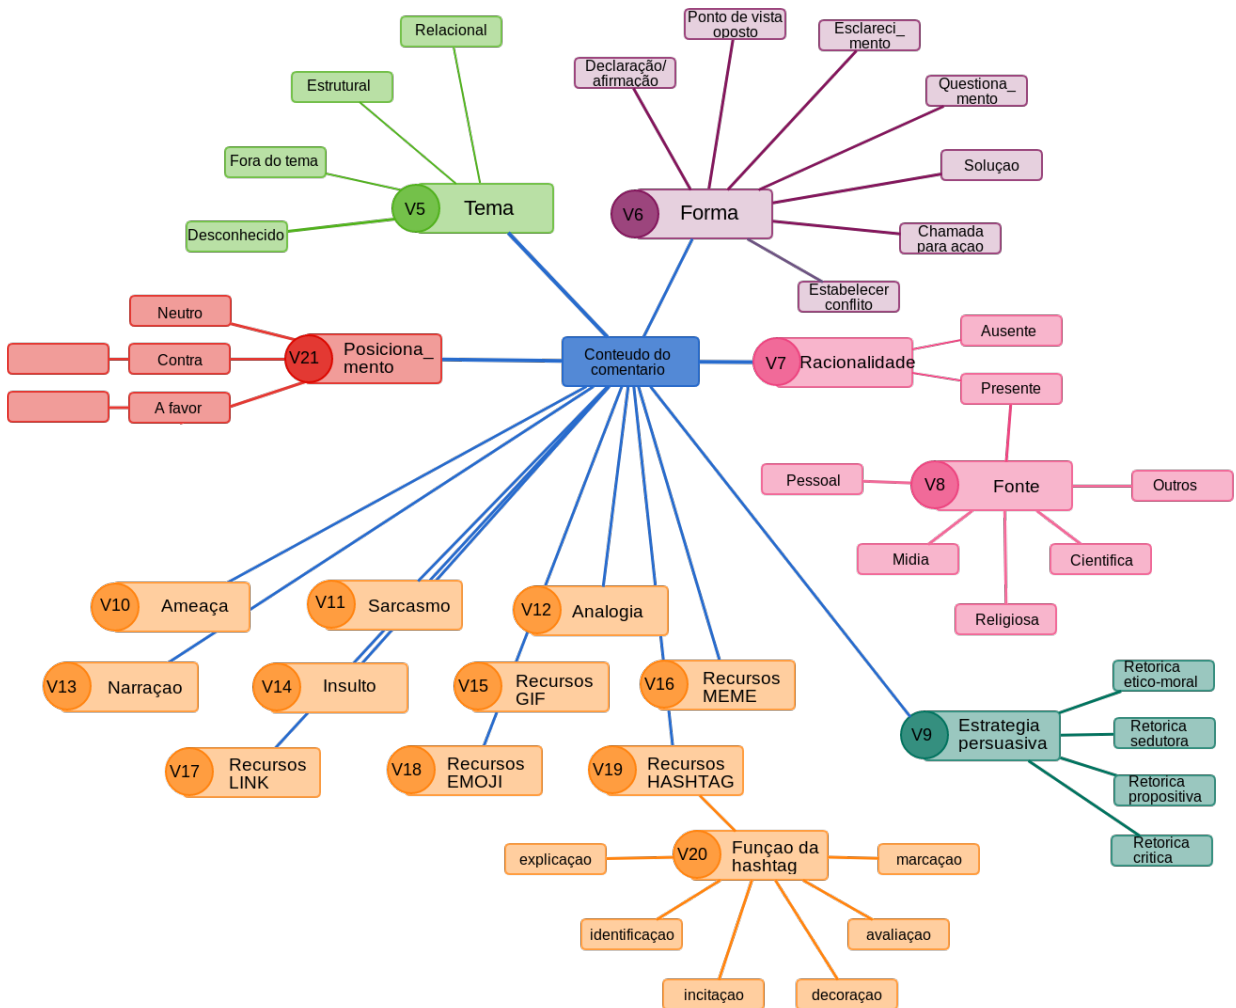 Relacional
Ponto de vista
oposto
Esclareci_
mento
Declaração/
afirmação
Estrutural
Questiona_
mento
Fora do tema
Soluçao
V5
Tema
V6
Forma
Desconhecido
Chamada
para açao
Estabelecer
conflito
Neutro
Ausente
V21
Posiciona_
mento
Contra
Conteudo do
comentario
V7
Racionalidade
Presente
A favor
Pessoal
V8
Fonte
Outros
Midia
Cientifica
Religiosa
V10
Ameaça
V11
Sarcasmo
V12
Analogia
V13
Narraçao
V14
Insulto
V15
Recursos
GIF
V16
Recursos
MEME
Retorica
etico-moral
V9
Estrategia
persuasiva
Retorica
sedutora
Retorica
propositiva
Retorica
critica
V17
Recursos
LINK
V18
Recursos
EMOJI
V19
Recursos
HASHTAG
V20
Funçao da
hashtag
explicaçao
marcaçao
identificaçao
avaliaçao
incitaçao
decoraçao